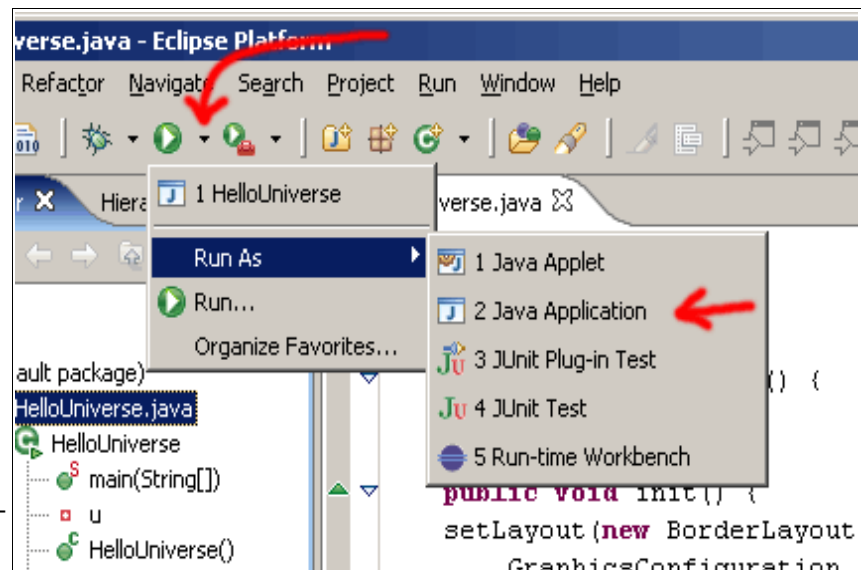 verse.java - Eclipse Platform
Refactor Navigate Search Project Run Window Help
010
Hiera
1 HelloUniverse
verse.java
Run As
1 Java Applet
Run...
2 Java Application
Organize Favorites...
3 JUnit Plug-in Test
ault package)
() {
HelloUniverse.java
4 JUnit Test
HelloUniverse
5 Run-time Workbench
main(String[])
public void init() {
u
setLayout(new BorderLayout
HelloUniverse()
GraphicsConfiguration